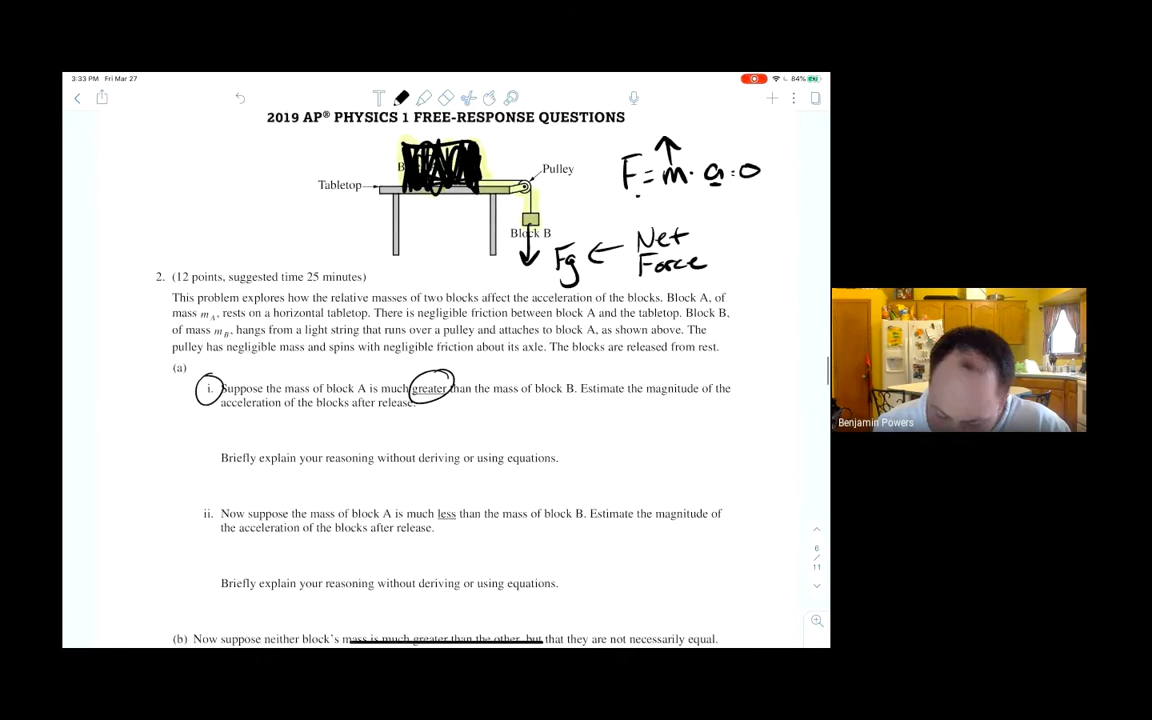 3:33 PM Fri Mar 27
84%
2019 AP® PHYSICS 1 FREE-RESPONSE QUESTIONS
B
Pulley
Tabletop
F = m · a = 0
Block B
Fg ← Net
Force
2. (12 points, suggested time 25 minutes)
This problem explores how the relative masses of two blocks affect the acceleration of the blocks. Block A, of
mass m_A, rests on a horizontal tabletop. There is negligible friction between block A and the tabletop. Block B,
of mass m_B, hangs from a light string that runs over a pulley and attaches to block A, as shown above. The
pulley has negligible mass and spins with negligible friction about its axle. The blocks are released from rest.
(a)
i. Suppose the mass of block A is much greater than the mass of block B. Estimate the magnitude of the
acceleration of the blocks after release.
Briefly explain your reasoning without deriving or using equations.
ii. Now suppose the mass of block A is much less than the mass of block B. Estimate the magnitude of
the acceleration of the blocks after release.
Briefly explain your reasoning without deriving or using equations.
(b) Now suppose neither block's mass is much greater than the other, but that they are not necessarily equal.
6
/
11
Benjamin Powers